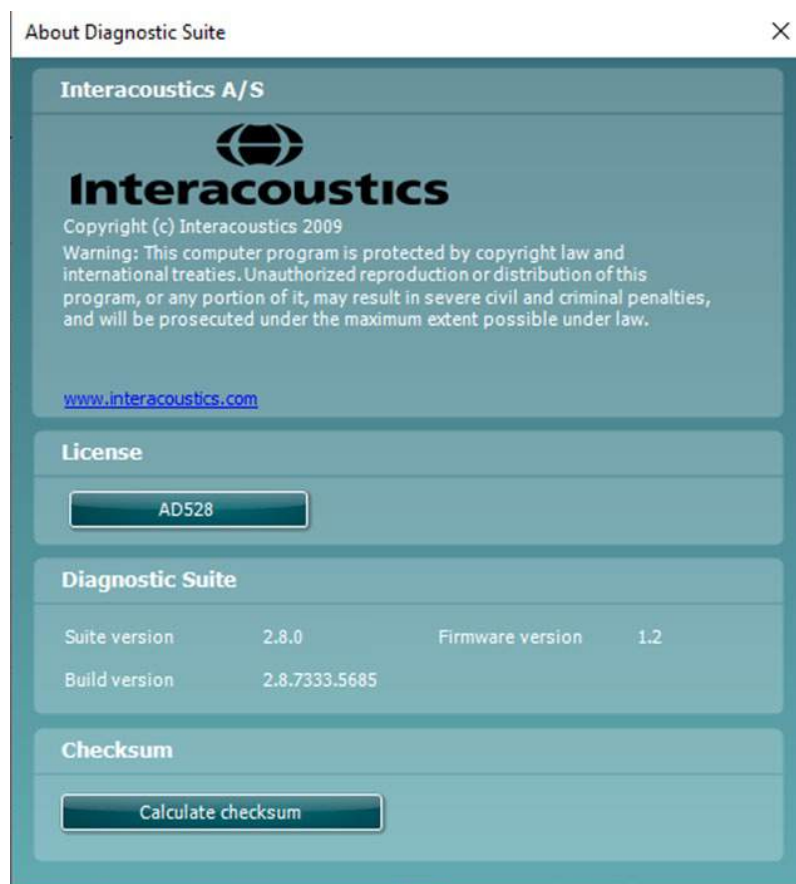 About Diagnostic Suite
Interacoustics A/S
Interacoustics
Copyright (c) Interacoustics 2009
Warning: This computer program is protected by copyright law and
international treaties. Unauthorized reproduction or distribution of this
program, or any portion of it, may result in severe civil and criminal penalties,
and will be prosecuted under the maximum extent possible under law.
www.interacoustics.com
License
AD528
Diagnostic Suite
Suite version 2.8.0 Firmware version 1.2
Build version 2.8.7333.5685
Checksum
Calculate checksum